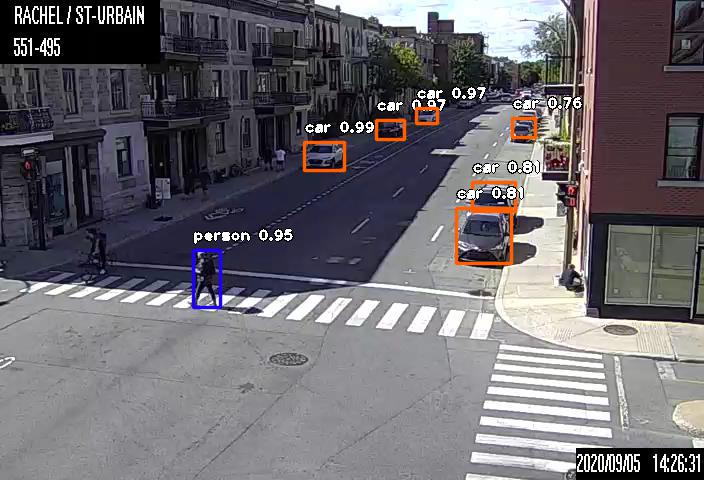 RACHEL / ST-URBAIN
551-495
car 0.97
car 0.97
car 0.76
car 0.99
car 0.81
car 0.81
person 0.95
2020/09/05 14:26:31